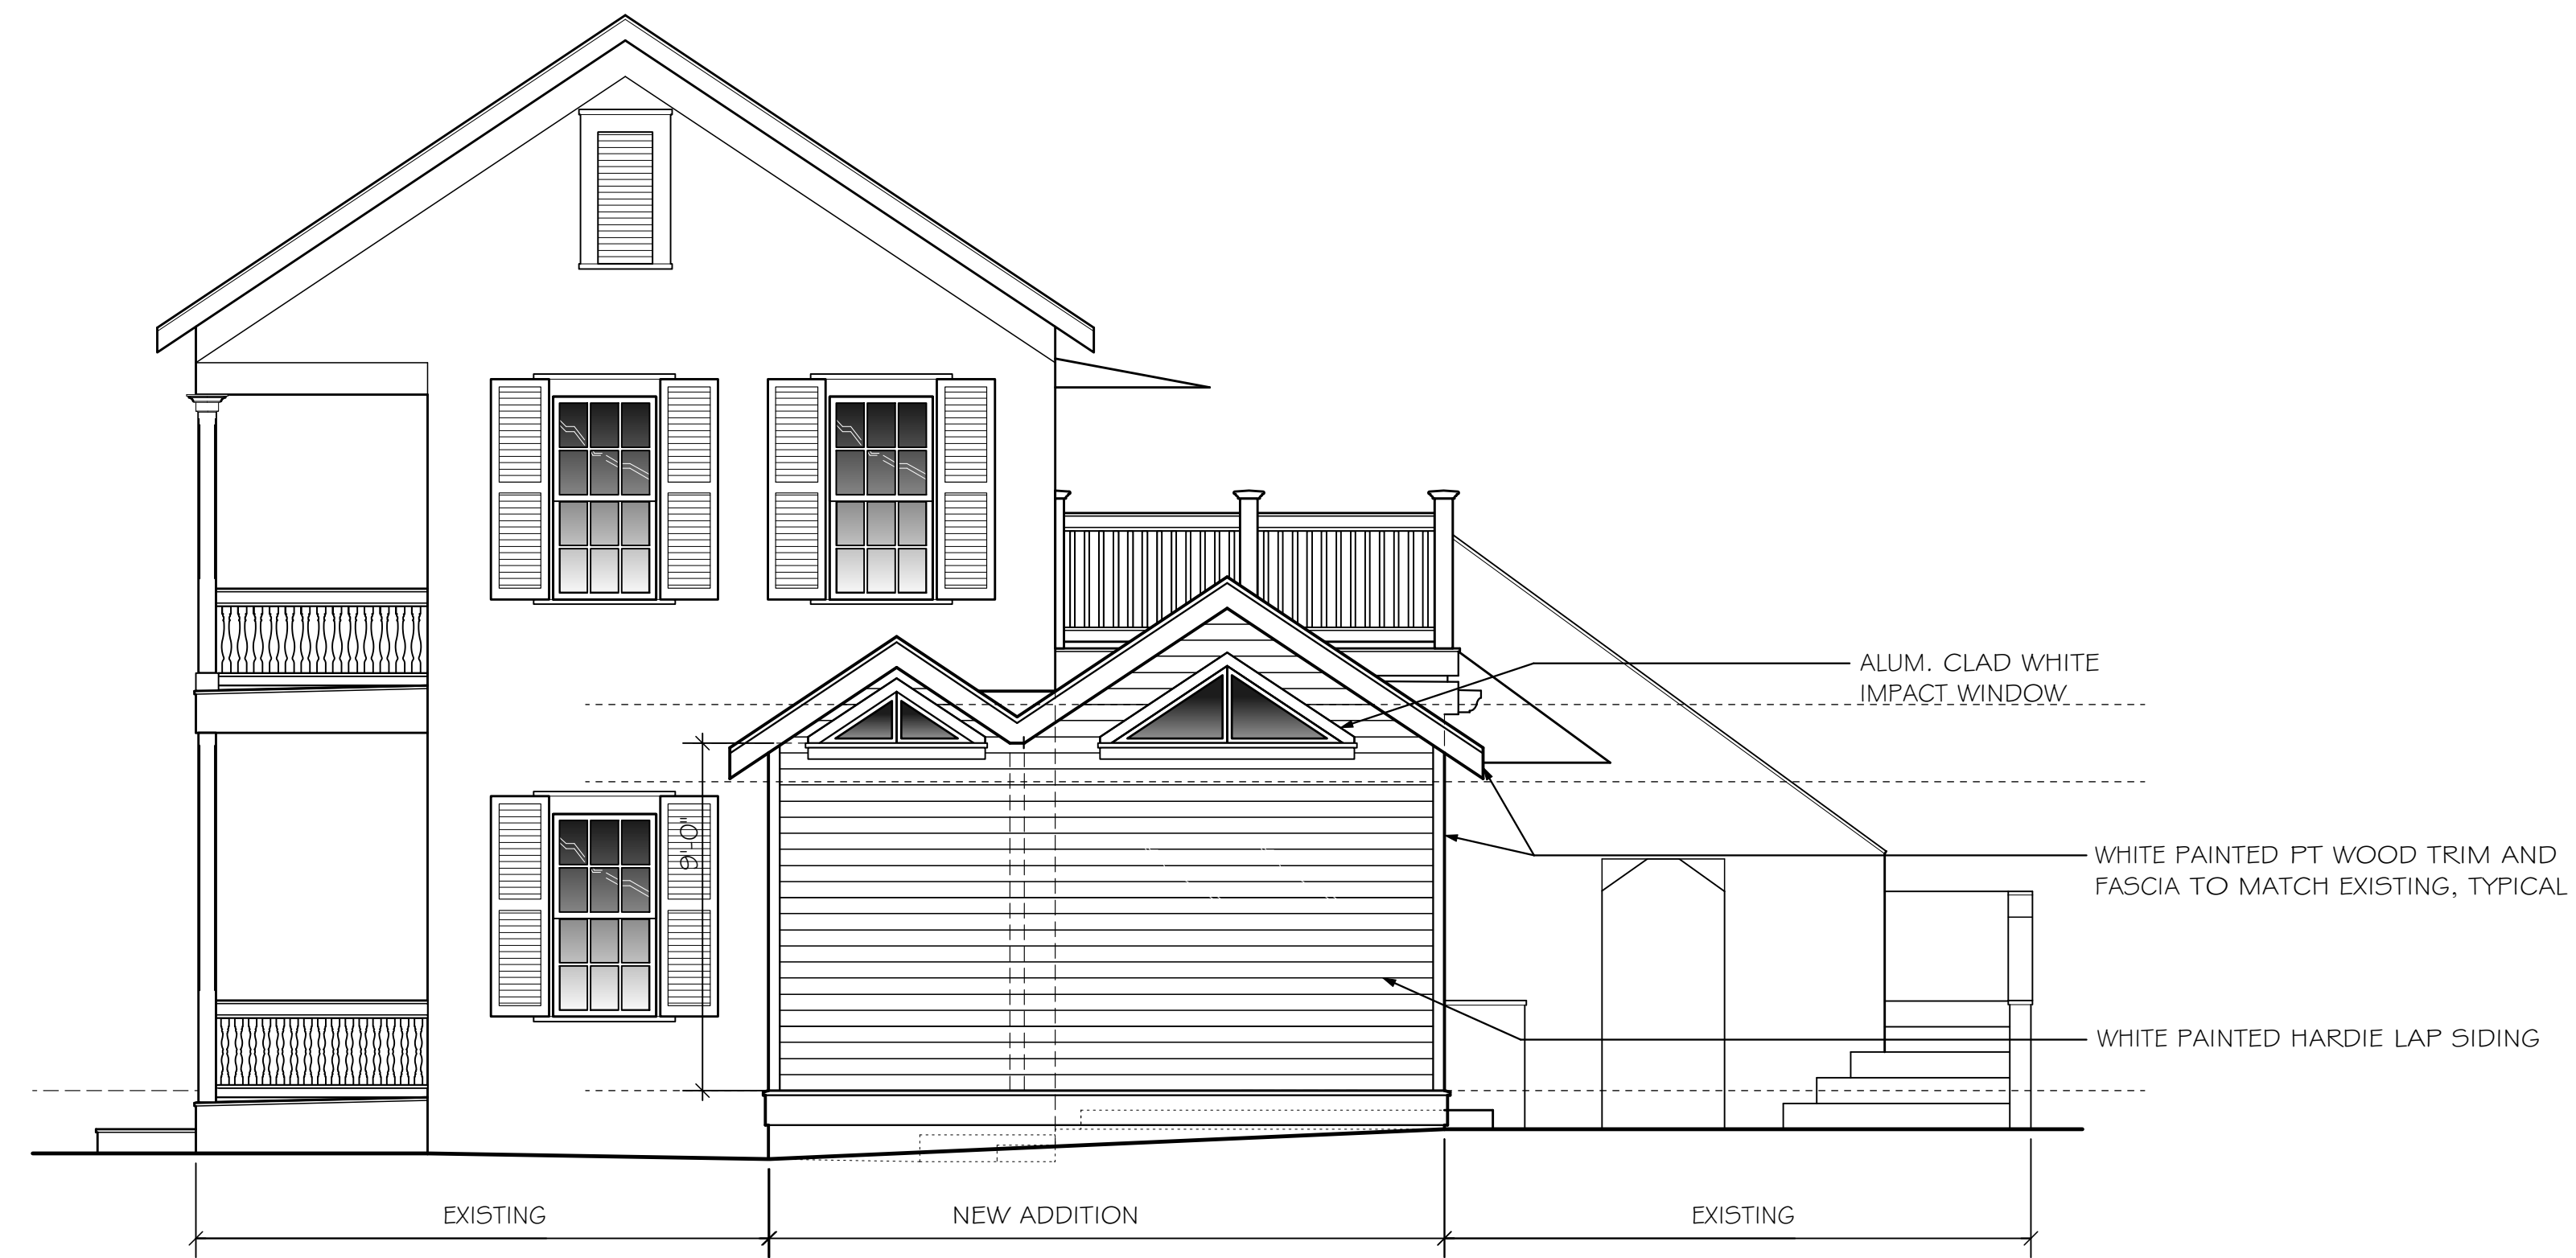 ALUM. CLAD WHITE
IMPACT WINDOW
9'-0"
WHITE PAINTED PT WOOD TRIM AND
FASCIA TO MATCH EXISTING, TYPICAL
WHITE PAINTED HARDIE LAP SIDING
EXISTING
NEW ADDITION
EXISTING